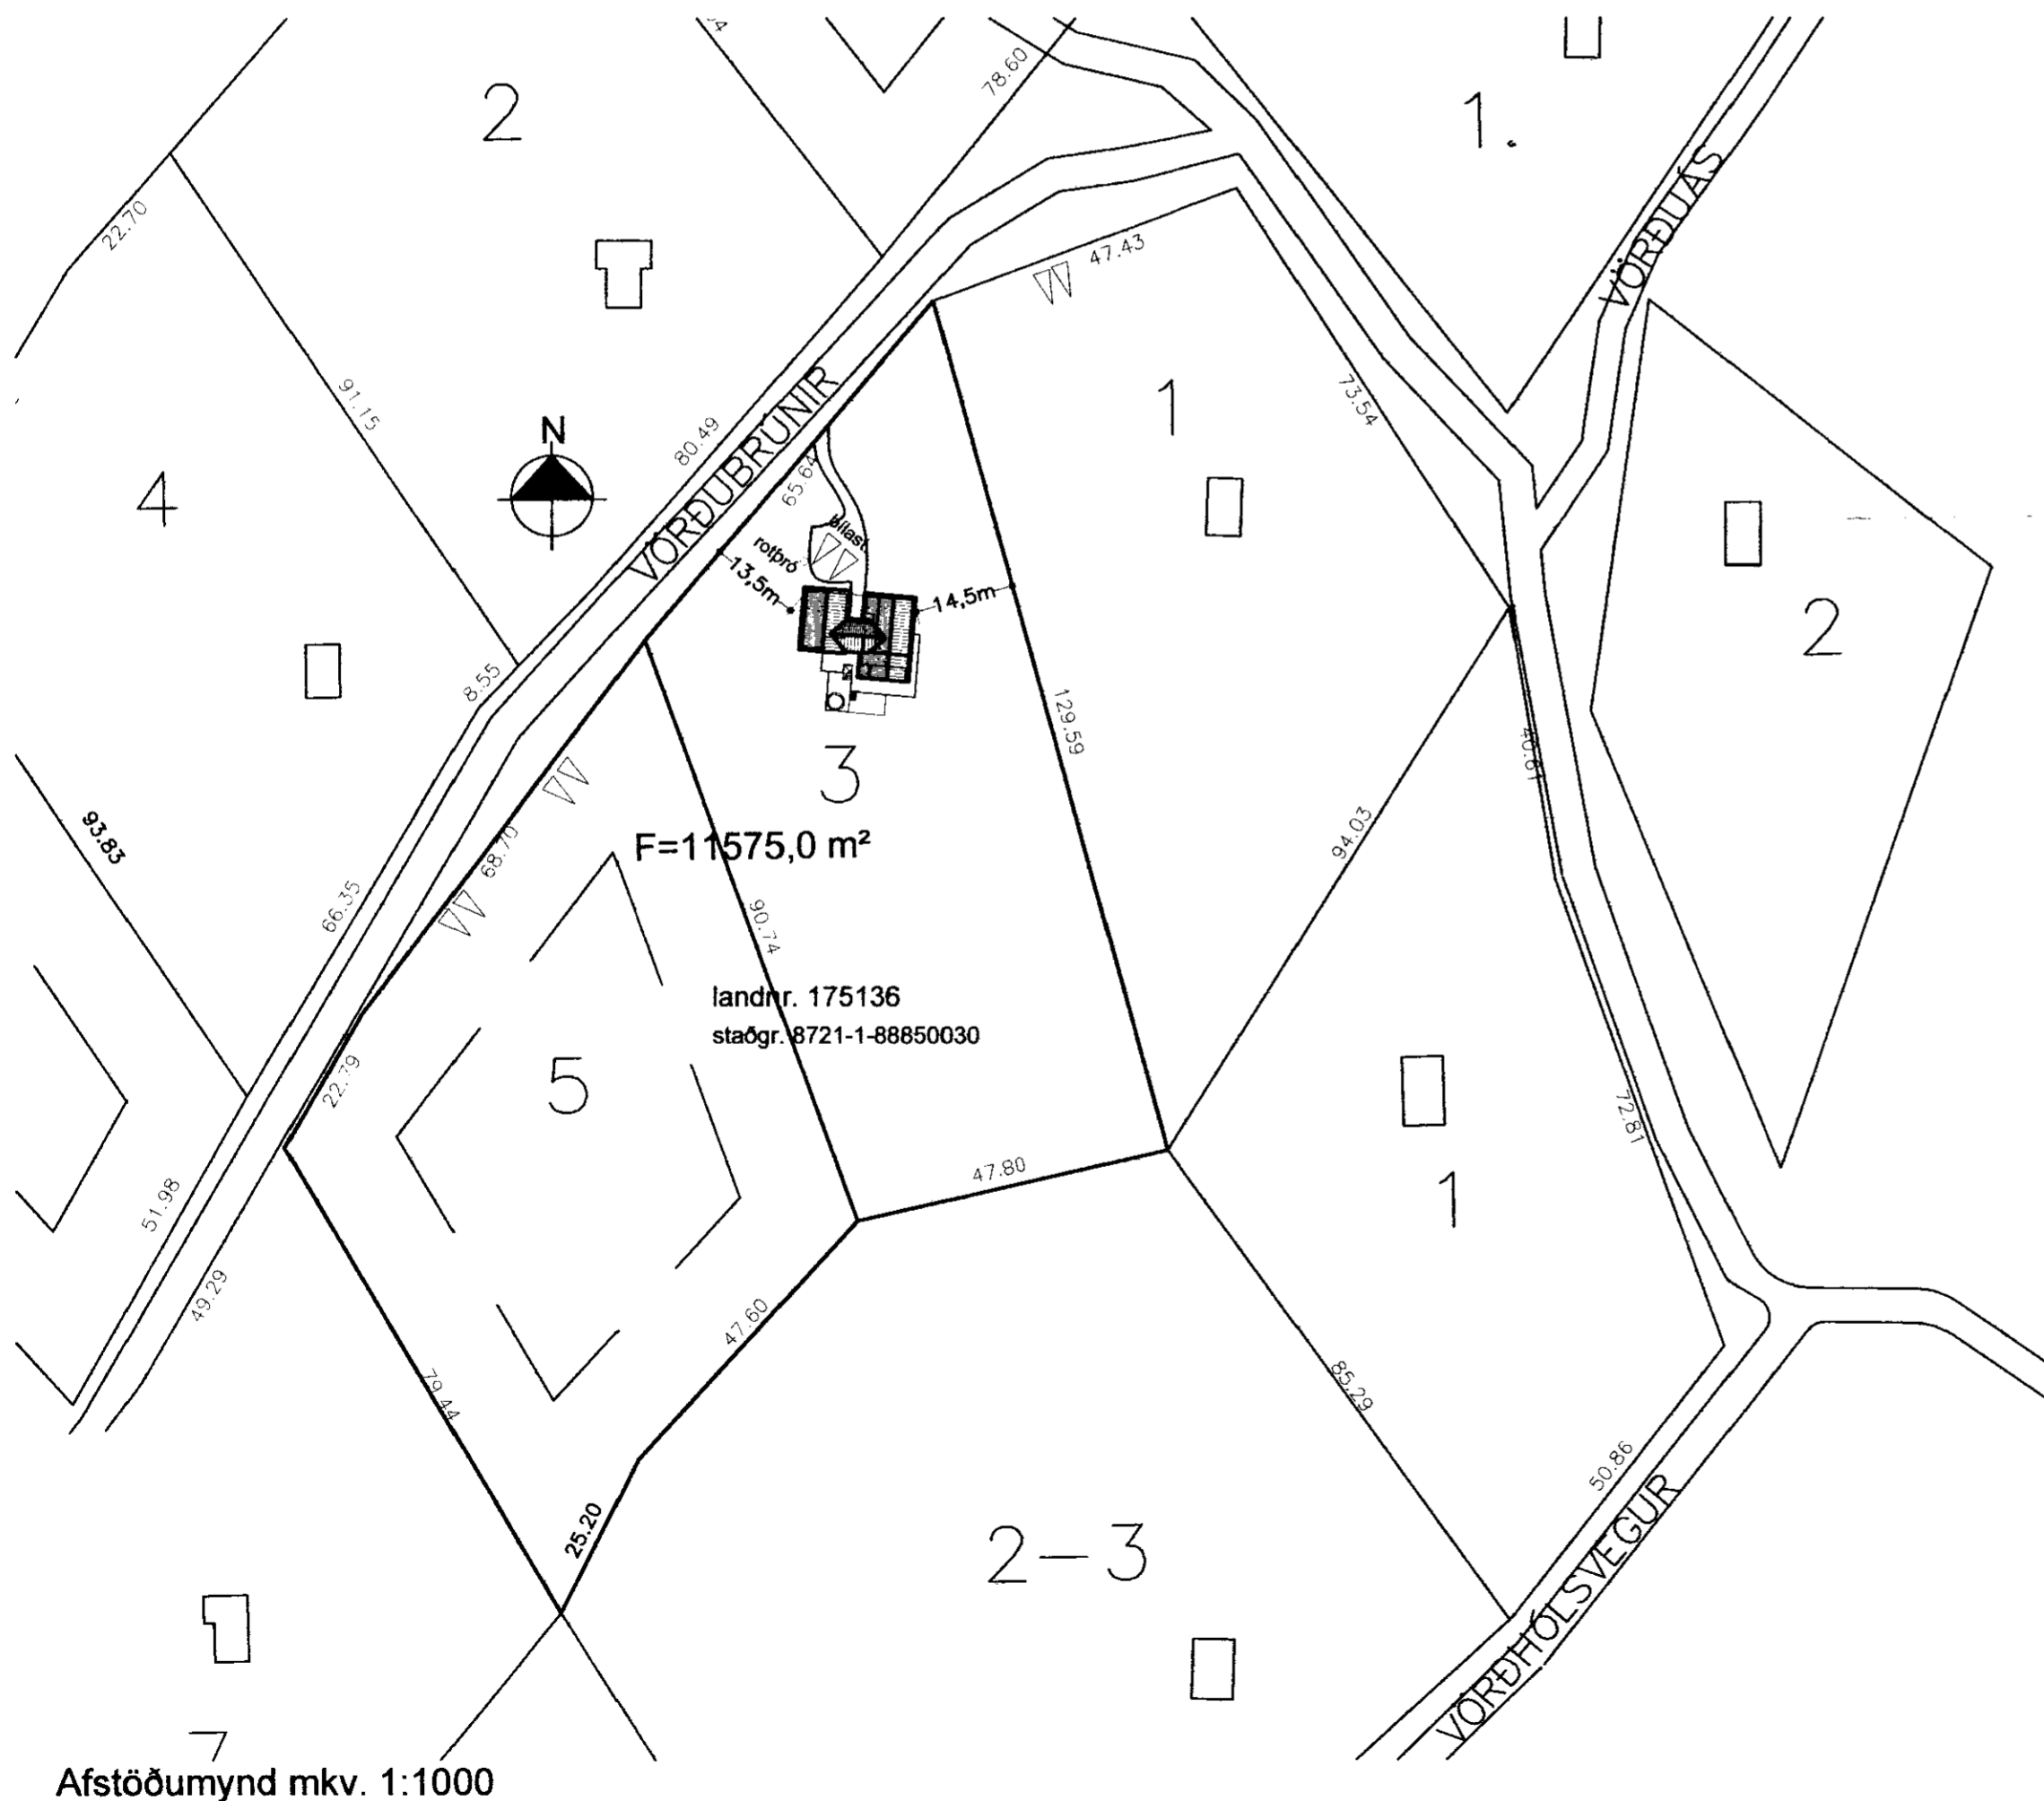 78.60
2
1.
VÖRÐUÁS
22.70
47.43
91.15
1
73.54
N
80.49
VÖRÐUBRÚNIR
4
65.64
bílast.
rotþró
13,5m
14,5m
2
8.55
129.59
40.61
3
93.83
F=11575,0 m²
68.70
94.03
66.35
90.74
landnr. 175136
staðgr. 8721-1-88850030
5
22.79
72.81
47.80
1
51.98
49.29
47.60
79.44
85.29
50.86
25.20
2-3
VÖRÐHÓLSVEGUR
7
Afstöðumynd mkv. 1:1000